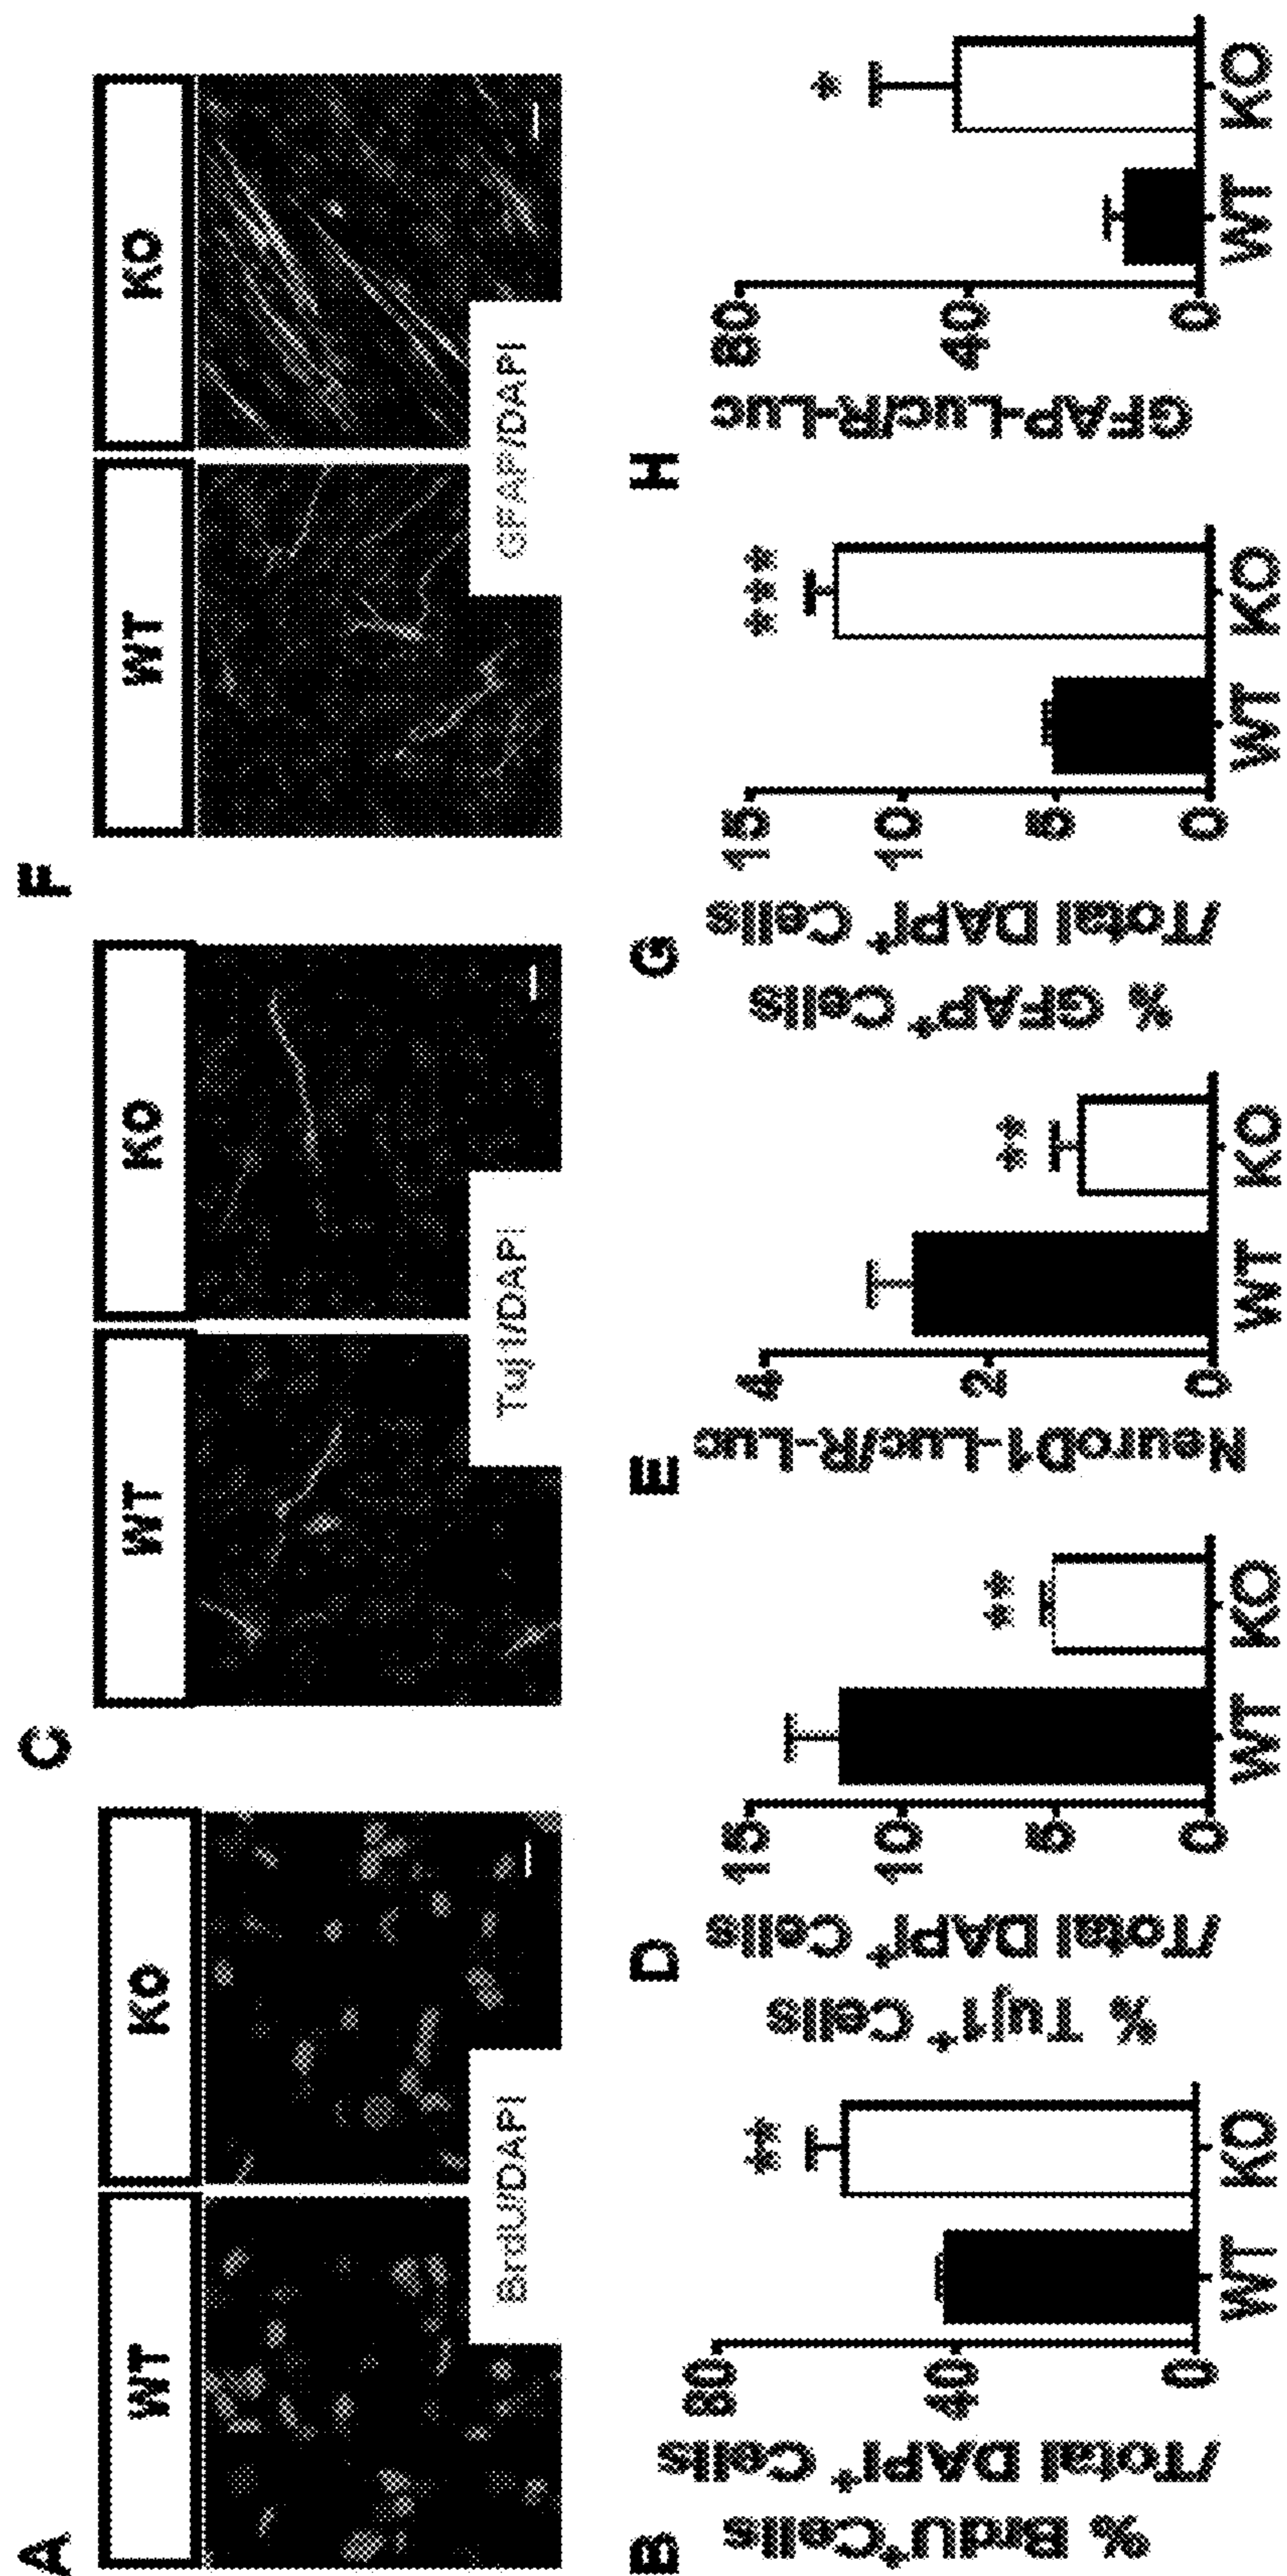 A
WT
KO
BrdU/DAPI
C
WT
KO
Tuj1/DAPI
F
WT
KO
GFAP/DAPI
B
% BrdU⁺Cells
/Total DAPI⁺ Cells
80
40
0
WT
KO
**
D
% Tuj1⁺ Cells
/Total DAPI⁺ Cells
15
10
5
0
WT
KO
**
E
NeuroD1-Luc/R-Luc
4
2
0
WT
KO
**
G
% GFAP⁺ Cells
/Total DAPI⁺ Cells
15
10
5
0
WT
KO
***
H
GFAP-Luc/R-Luc
80
40
0
WT
KO
*